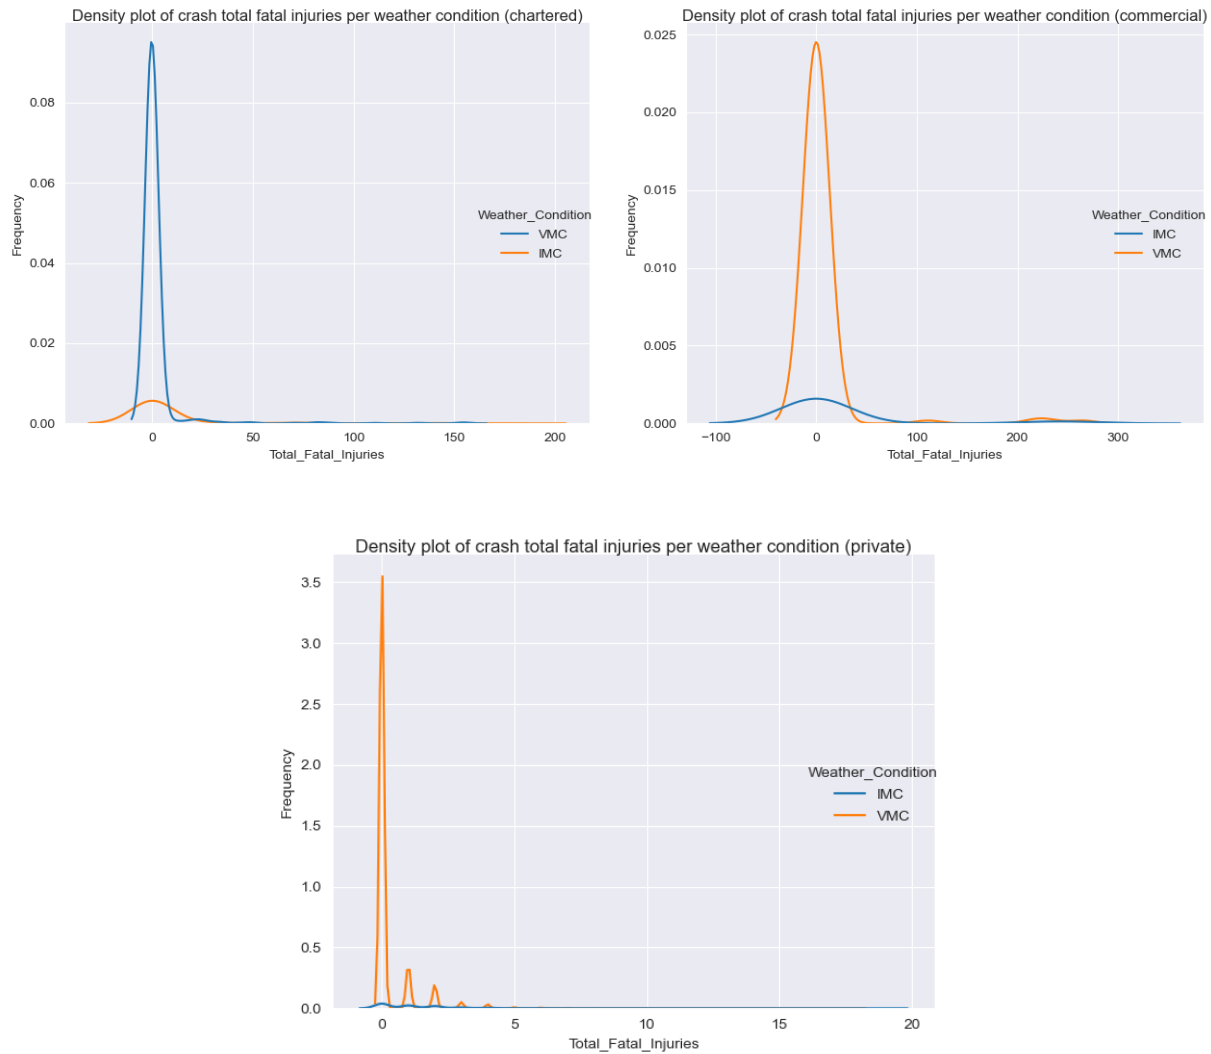 Density plot of crash total fatal injuries per weather condition (chartered)
0.08
0.06
0.04
0.02
0.00
Frequency
Weather_Condition
VMC
IMC
0
50
100
150
200
Total_Fatal_Injuries
Density plot of crash total fatal injuries per weather condition (commercial)
0.025
0.020
0.015
0.010
0.005
0.000
Frequency
Weather_Condition
IMC
VMC
−100
0
100
200
300
Total_Fatal_Injuries
Density plot of crash total fatal injuries per weather condition (private)
3.5
3.0
2.5
2.0
1.5
1.0
0.5
0.0
Frequency
Weather_Condition
IMC
VMC
0
5
10
15
20
Total_Fatal_Injuries